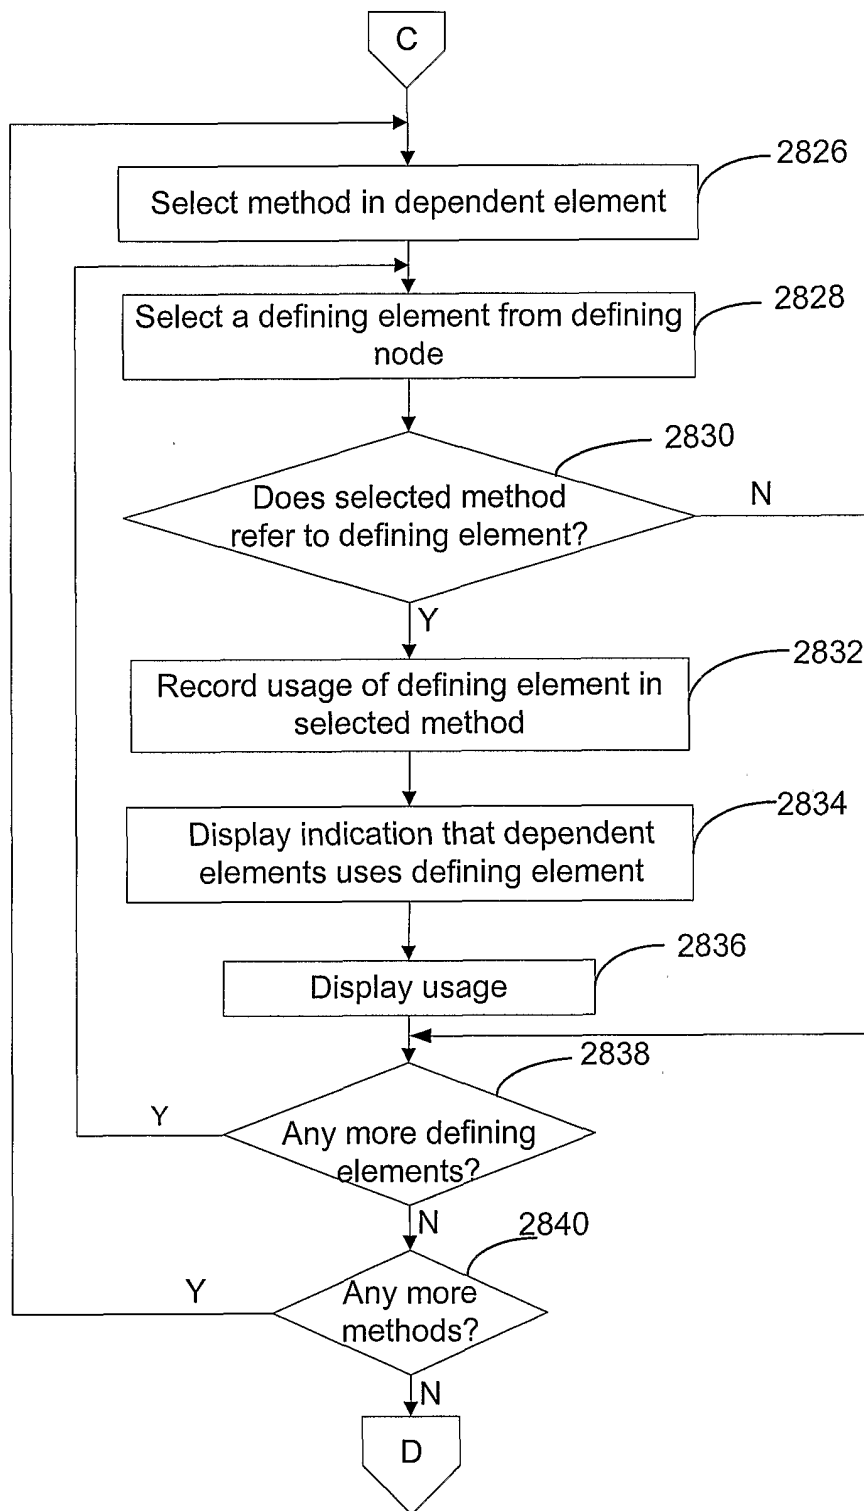 C
2826
Select method in dependent element
2828
Select a defining element from defining
node
2830
Does selected method
refer to defining element?
N
Y
2832
Record usage of defining element in
selected method
2834
Display indication that dependent
elements uses defining element
2836
Display usage
2838
Y
Any more defining
elements?
N
2840
Y
Any more
methods?
N
D